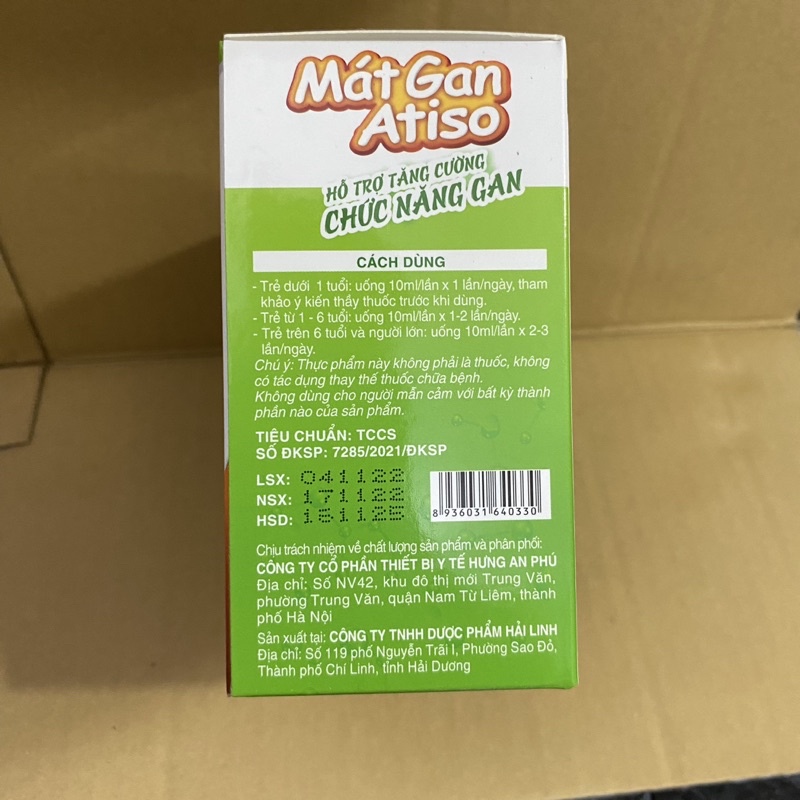 Mát Gan
Atiso
HỖ TRỢ TĂNG CƯỜNG
CHỨC NĂNG GAN
CÁCH DÙNG
- Trẻ dưới 1 tuổi: uống 10ml/lần x 1 lần/ngày, tham
khảo ý kiến thầy thuốc trước khi dùng.
- Trẻ từ 1 - 6 tuổi: uống 10ml/lần x 1-2 lần/ngày.
- Trẻ trên 6 tuổi và người lớn: uống 10ml/lần x 2-3
lần/ngày.
Chú ý: Thực phẩm này không phải là thuốc, không
có tác dụng thay thế thuốc chữa bệnh.
Không dùng cho người mẫn cảm với bất kỳ thành
phần nào của sản phẩm.
TIÊU CHUẨN: TCCS
SỐ ĐKSP: 7285/2021/ĐKSP
LSX: 041122
NSX: 171122
HSD: 161125
8 936031 640330
Chịu trách nhiệm về chất lượng sản phẩm và phân phối:
CÔNG TY CỔ PHẦN THIẾT BỊ Y TẾ HƯNG AN PHÚ
Địa chỉ: Số NV42, khu đô thị mới Trung Văn,
phường Trung Văn, quận Nam Từ Liêm, thành
phố Hà Nội
Sản xuất tại: CÔNG TY TNHH DƯỢC PHẨM HẢI LINH
Địa chỉ: Số 119 phố Nguyễn Trãi I, Phường Sao Đỏ,
Thành phố Chí Linh, tỉnh Hải Dương